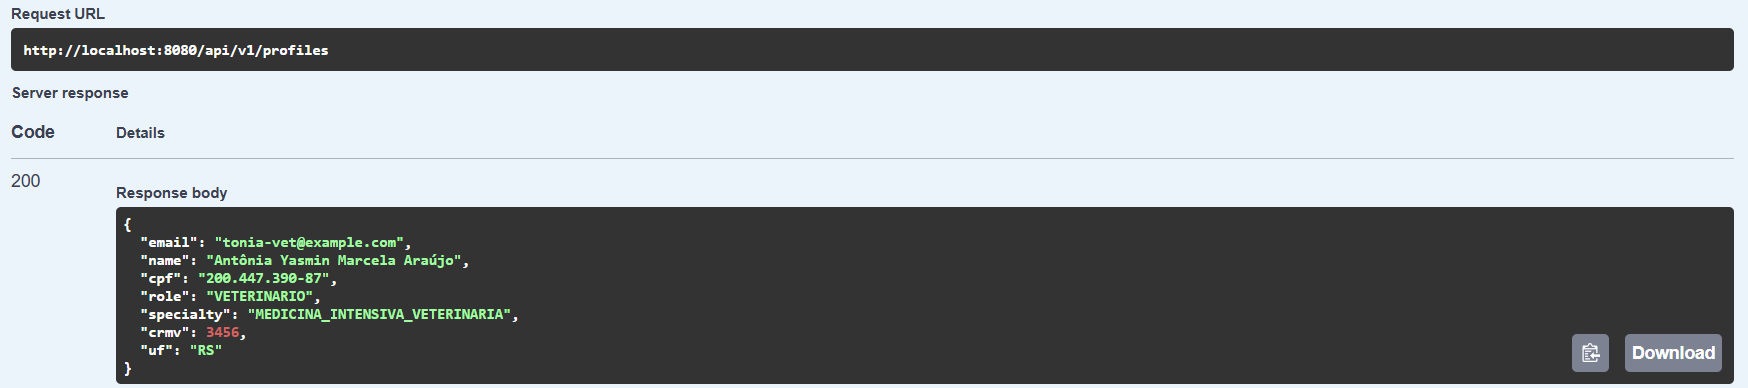 Request URL
http://localhost:8080/api/v1/profiles
Server response
Code Details
200
Response body
{
"email": "tonia-vet@example.com",
"name": "Antônia Yasmin Marcela Araújo",
"cpf": "200.447.390-87",
"role": "VETERINARIO",
"specialty": "MEDICINA_INTENSIVA_VETERINARIA",
"crmv": 3456,
"uf": "RS"
}
Download